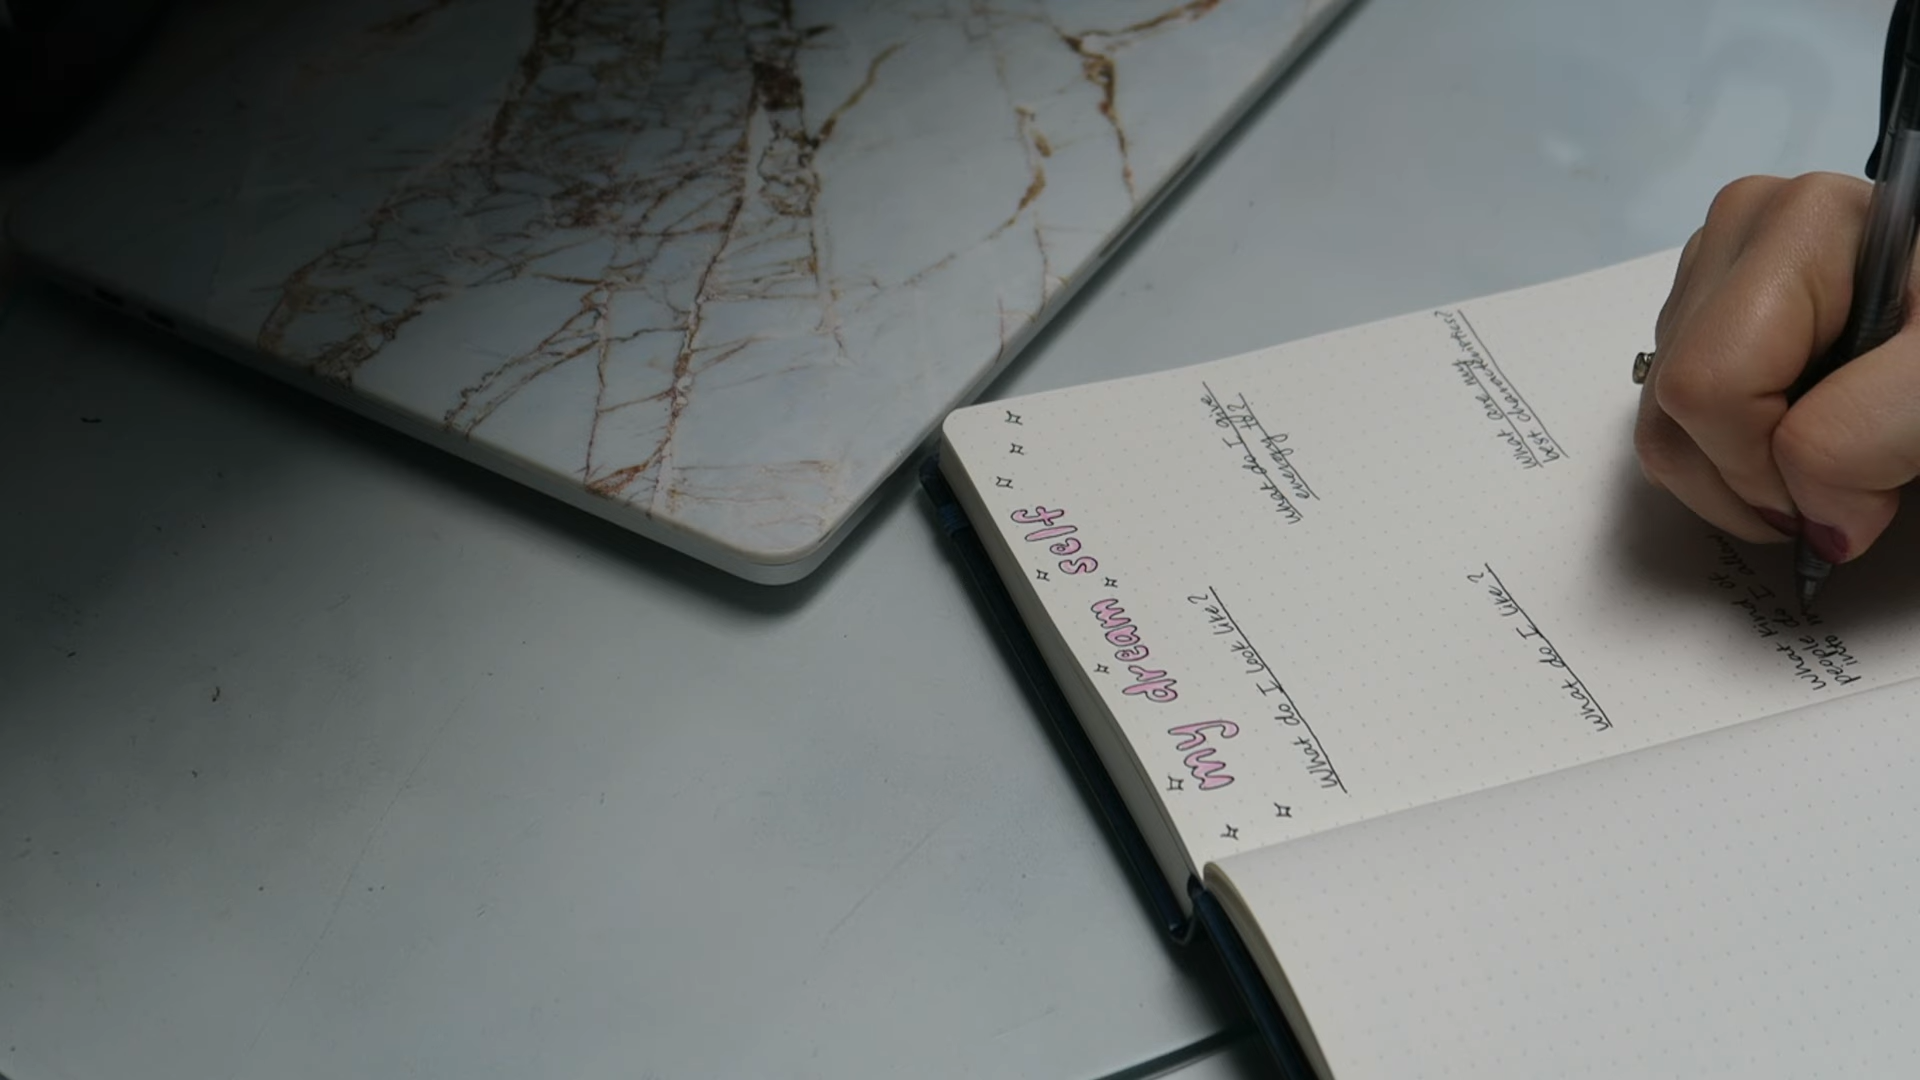 my dream self
What do I look like?
What do I give
energy to?
What do I like?
What are my
best characteristics?
What kind of
people do I allow
into m